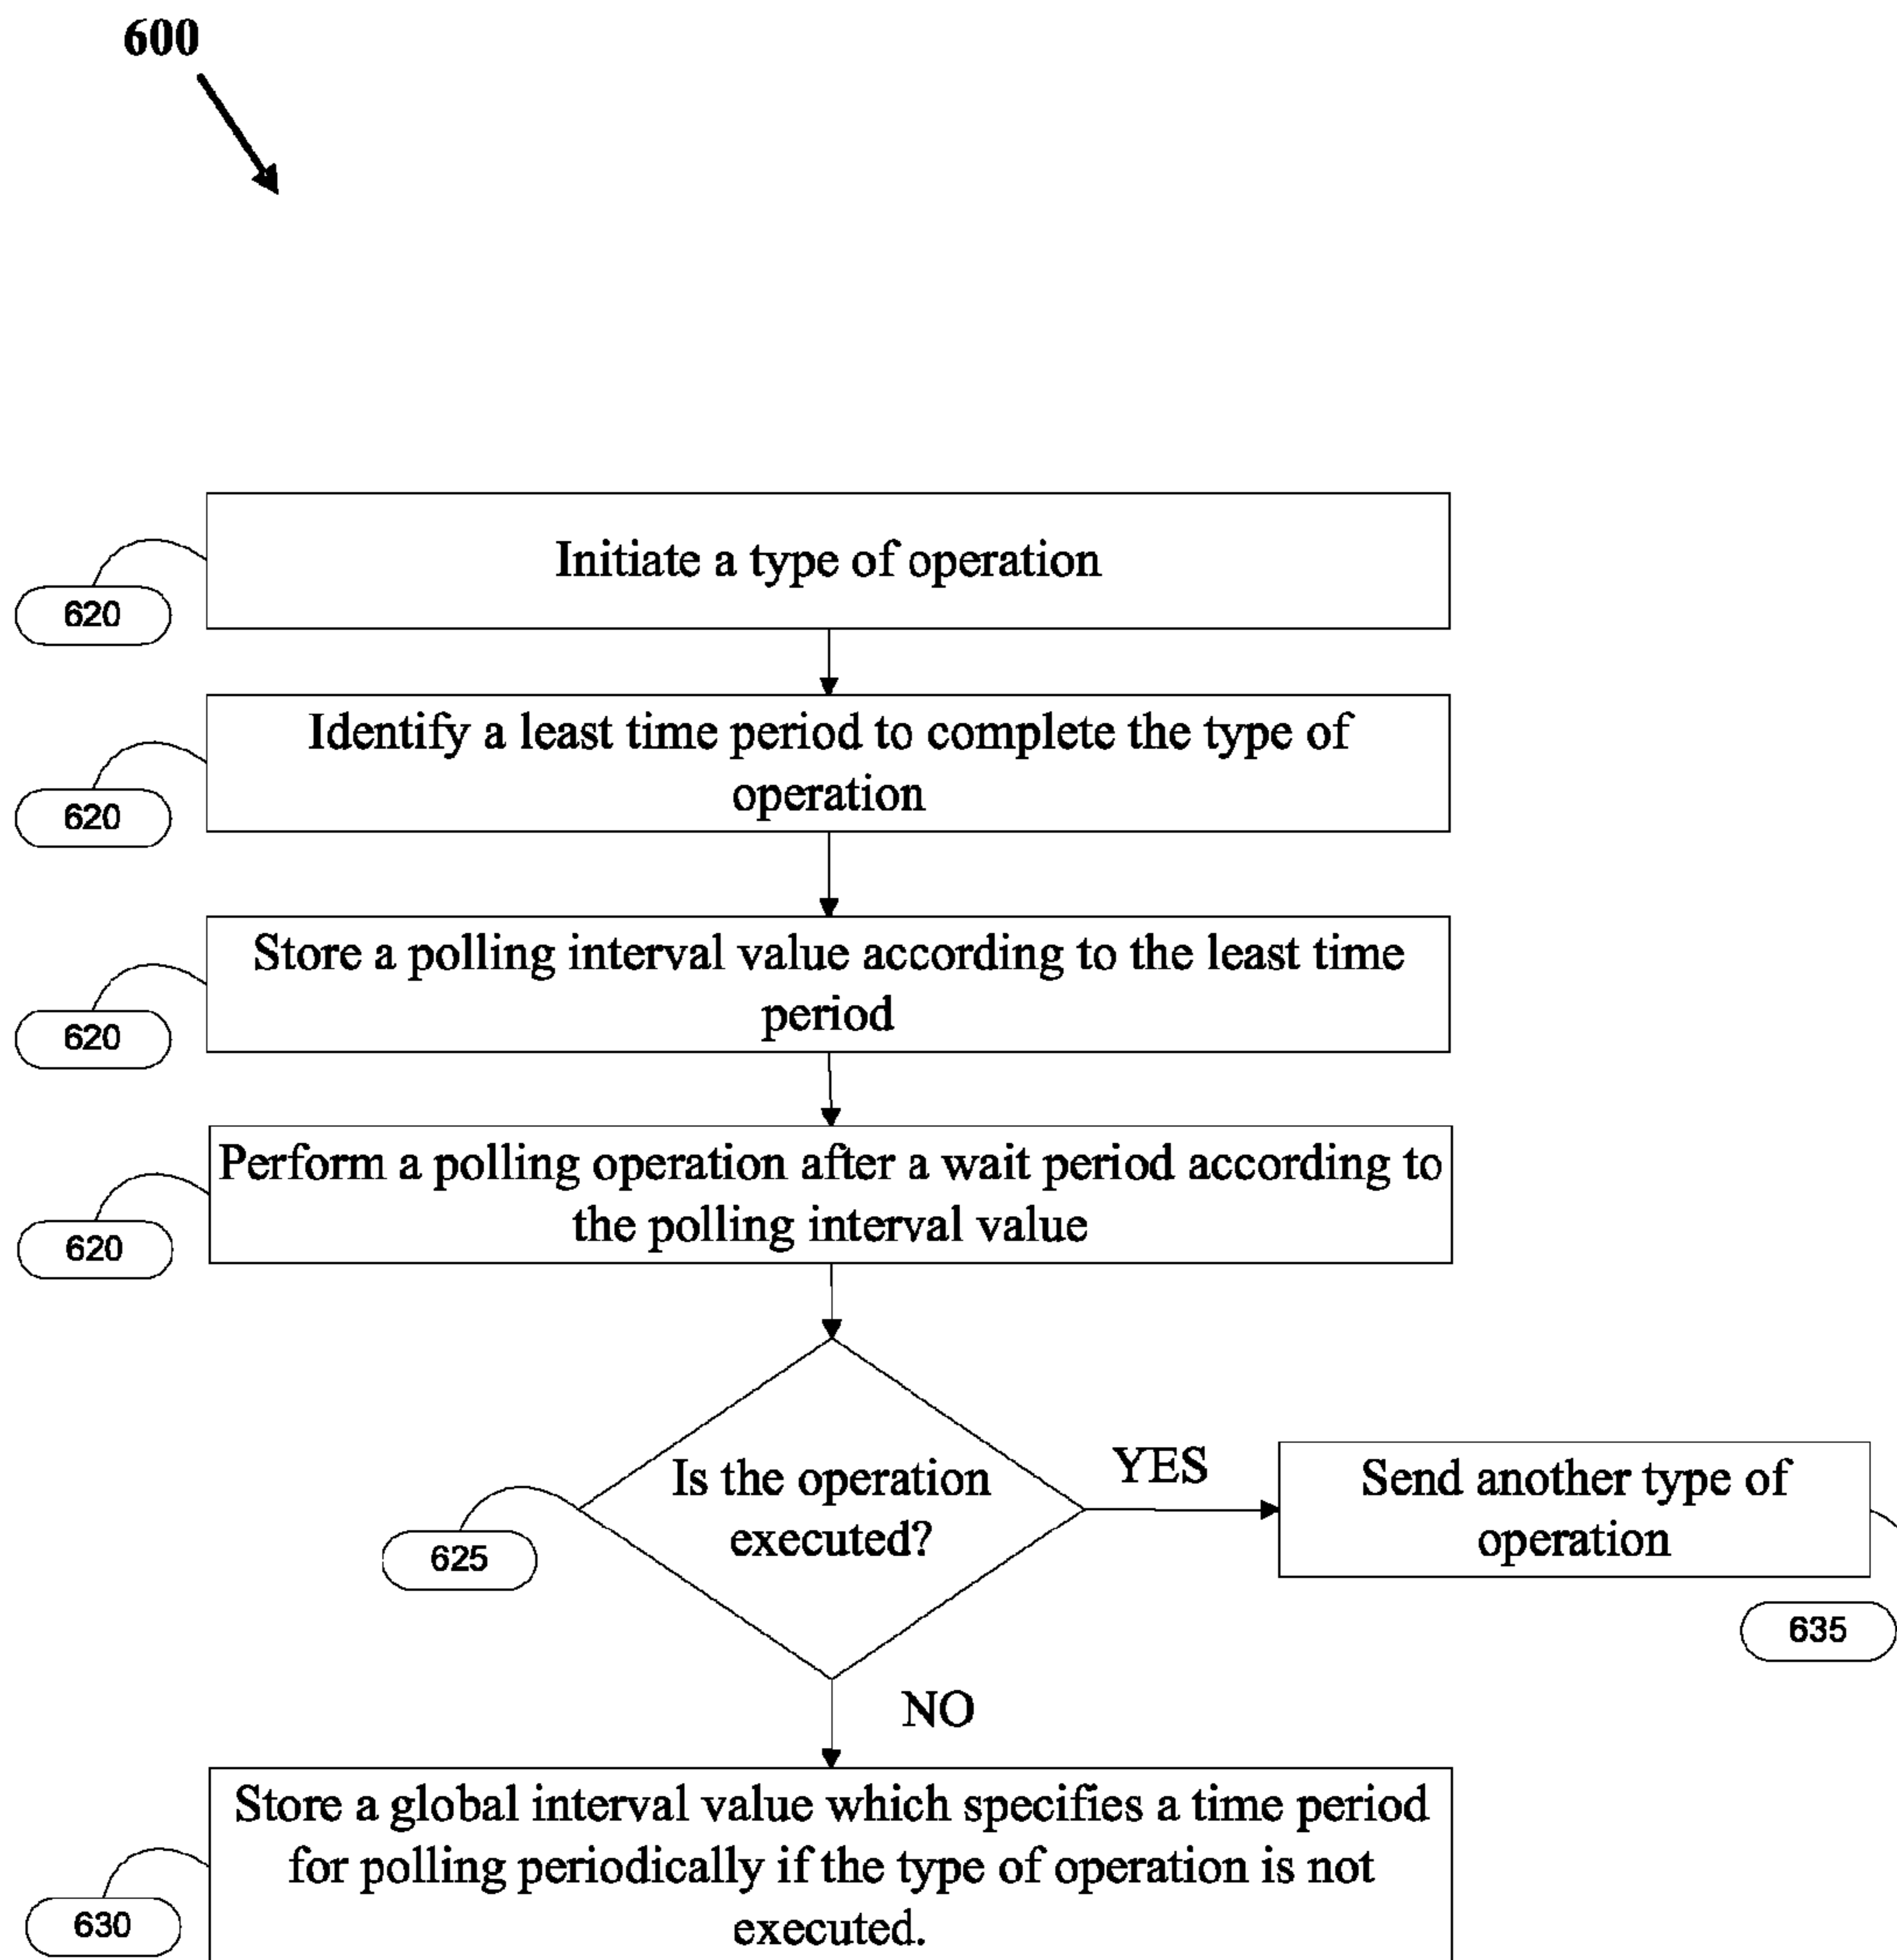 600
Initiate a type of operation
620
Identify a least time period to complete the type of
operation
620
Store a polling interval value according to the least time
period
620
Perform a polling operation after a wait period according to
the polling interval value
620
Is the operation
executed?
625
YES
Send another type of
operation
635
NO
Store a global interval value which specifies a time period
for polling periodically if the type of operation is not
executed.
630